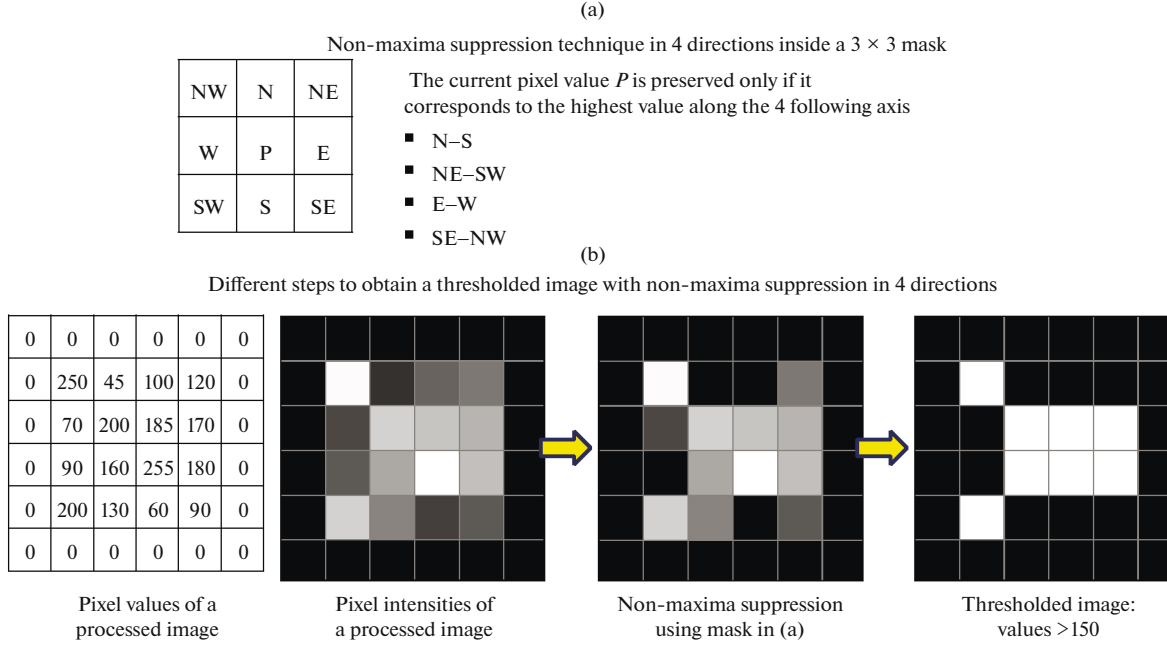 (a)
Non-maxima suppression technique in 4 directions inside a 3 × 3 mask
NW N NE
W P E
SW S SE
The current pixel value P is preserved only if it
corresponds to the highest value along the 4 following axis
■ N–S
■ NE–SW
■ E–W
■ SE–NW
(b)
Different steps to obtain a thresholded image with non-maxima suppression in 4 directions
0 0 0 0 0 0
0 250 45 100 120 0
0 70 200 185 170 0
0 90 160 255 180 0
0 200 130 60 90 0
0 0 0 0 0 0
Pixel values of a
processed image
Pixel intensities of
a processed image
Non-maxima suppression
using mask in (a)
Thresholded image:
values >150